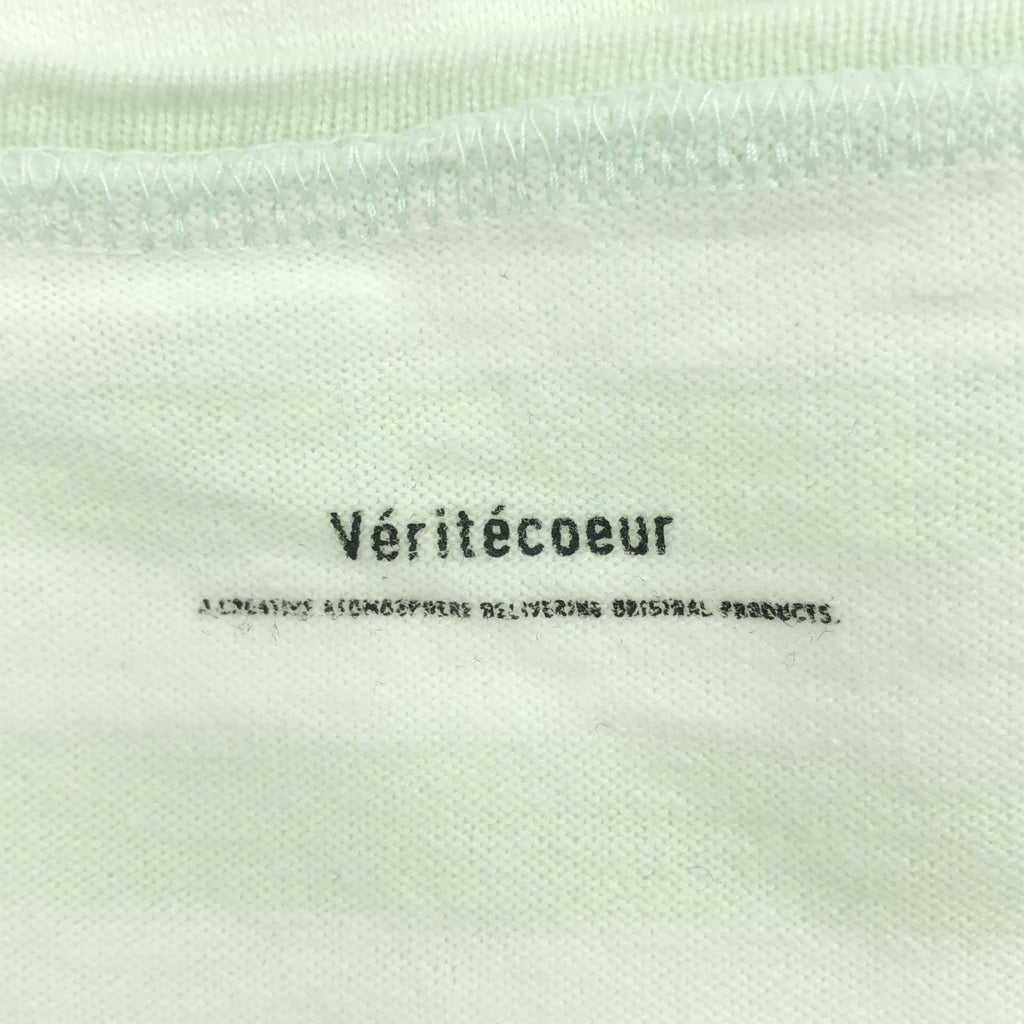 Véritécoeur
A CREATIVE ATOMOSPHERE DELIVERING ORIGINAL PRODUCTS.